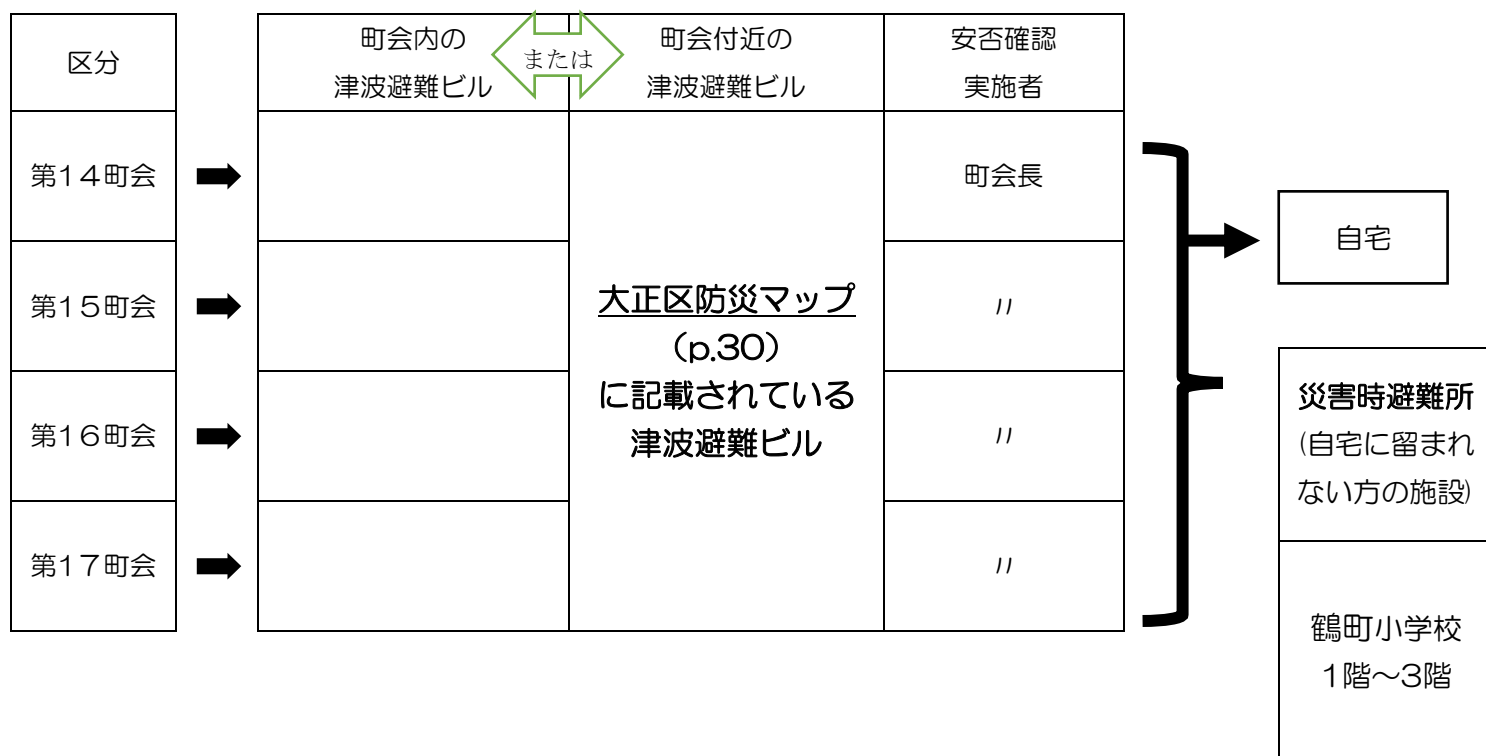 区分
町会内の
津波避難ビル
または
町会付近の
津波避難ビル
安否確認
実施者
第14町会
町会長
第15町会
〃
第16町会
〃
第17町会
〃
大正区防災マップ
(p.30)
に記載されている
津波避難ビル
自宅
災害時避難所
(自宅に留まれ
ない方の施設)
鶴町小学校
1階~3階